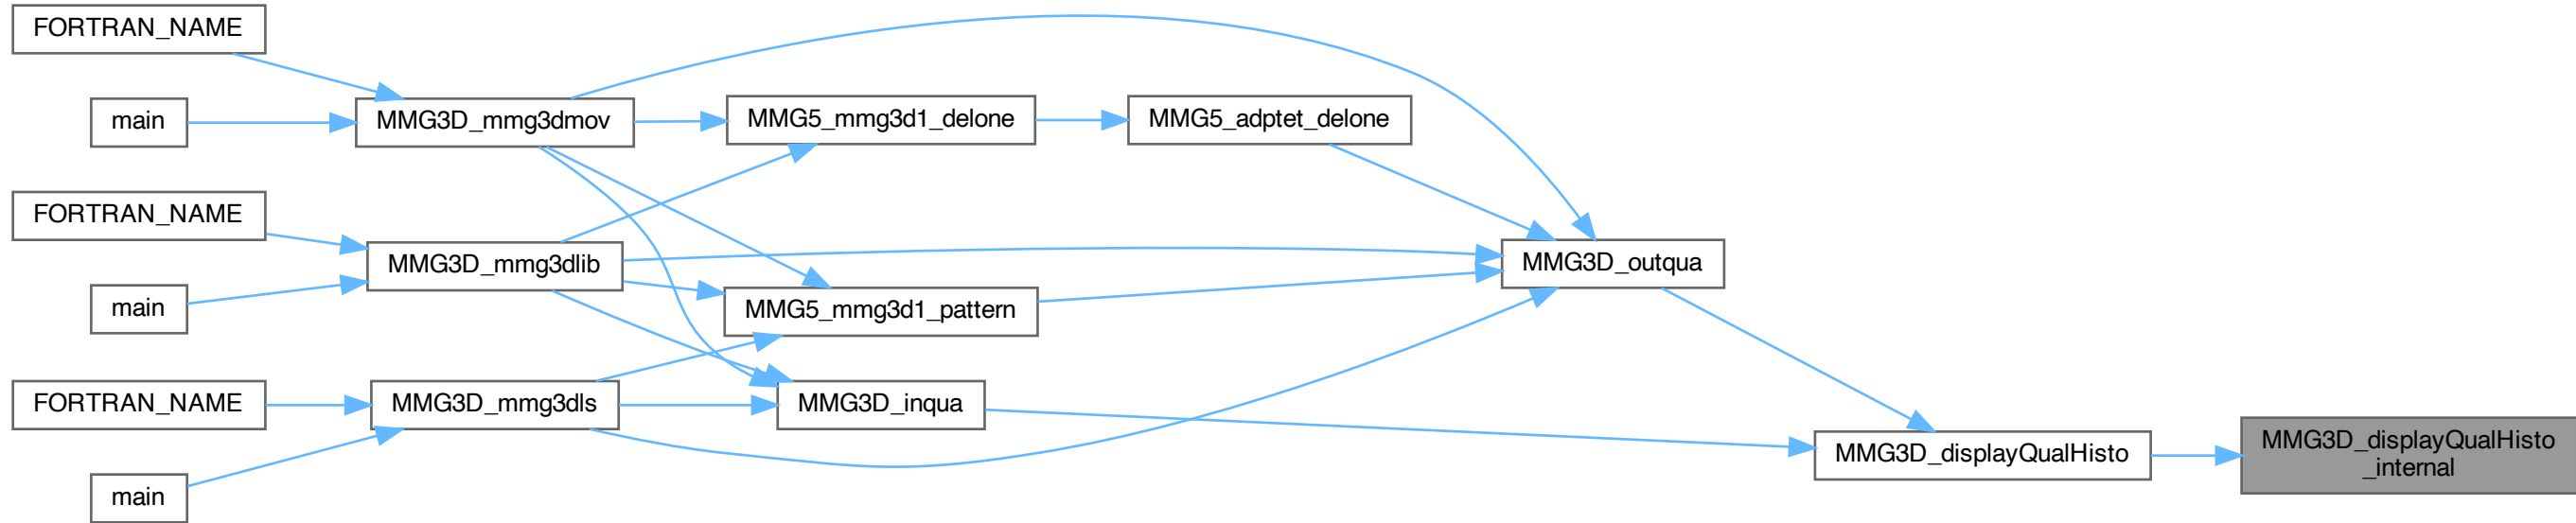 FORTRAN_NAME
main
MMG3D_mmg3dmov
MMG5_mmg3d1_delone
MMG5_adptet_delone
FORTRAN_NAME
main
MMG3D_mmg3dlib
MMG5_mmg3d1_pattern
MMG3D_outqua
FORTRAN_NAME
main
MMG3D_mmg3dls
MMG3D_inqua
MMG3D_displayQualHisto
MMG3D_displayQualHisto
_internal